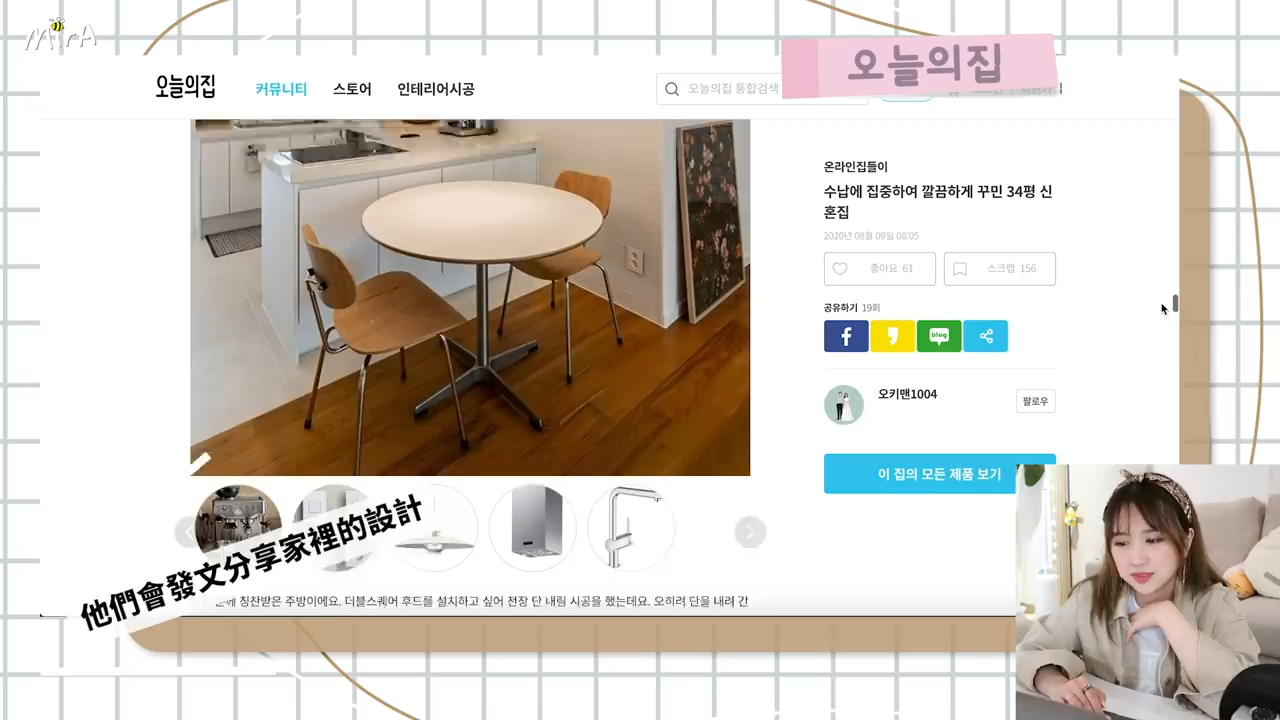 MirA
오늘의집
오늘의집 커뮤니티 스토어 인테리어시공
오늘의집 통합검색
온라인집들이
수납에 집중하여 깔끔하게 꾸민 34평 신
혼집
2020년 08월 09일 08:05
좋아요 61 스크랩 156
공유하기 19회
blog
오키맨1004
팔로우
이 집의 모든 제품 보기
他們會發文分享家裡的設計
칭찬받은 주방이에요. 더블스퀘어 후드를 설치하고 싶어 천장 단 내림 시공을 했는데요. 오히려 단을 내려 간